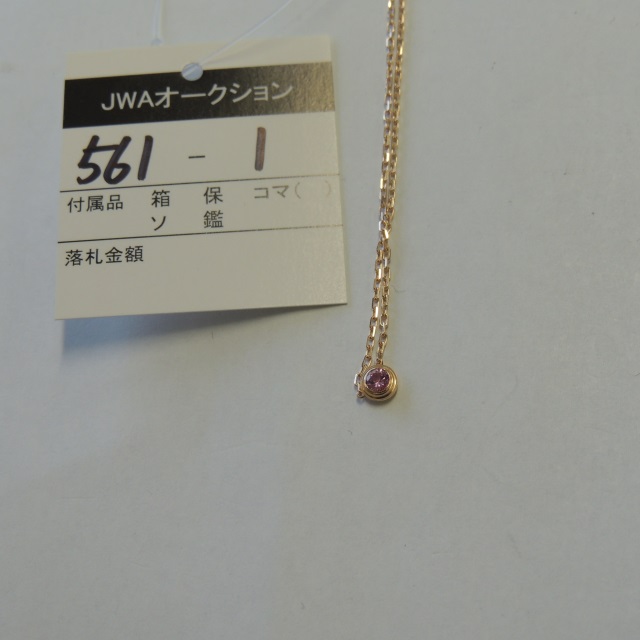 JWAオークション
561 - 1
付属品 箱 保 コマ( )
ソ 鑑
落札金額